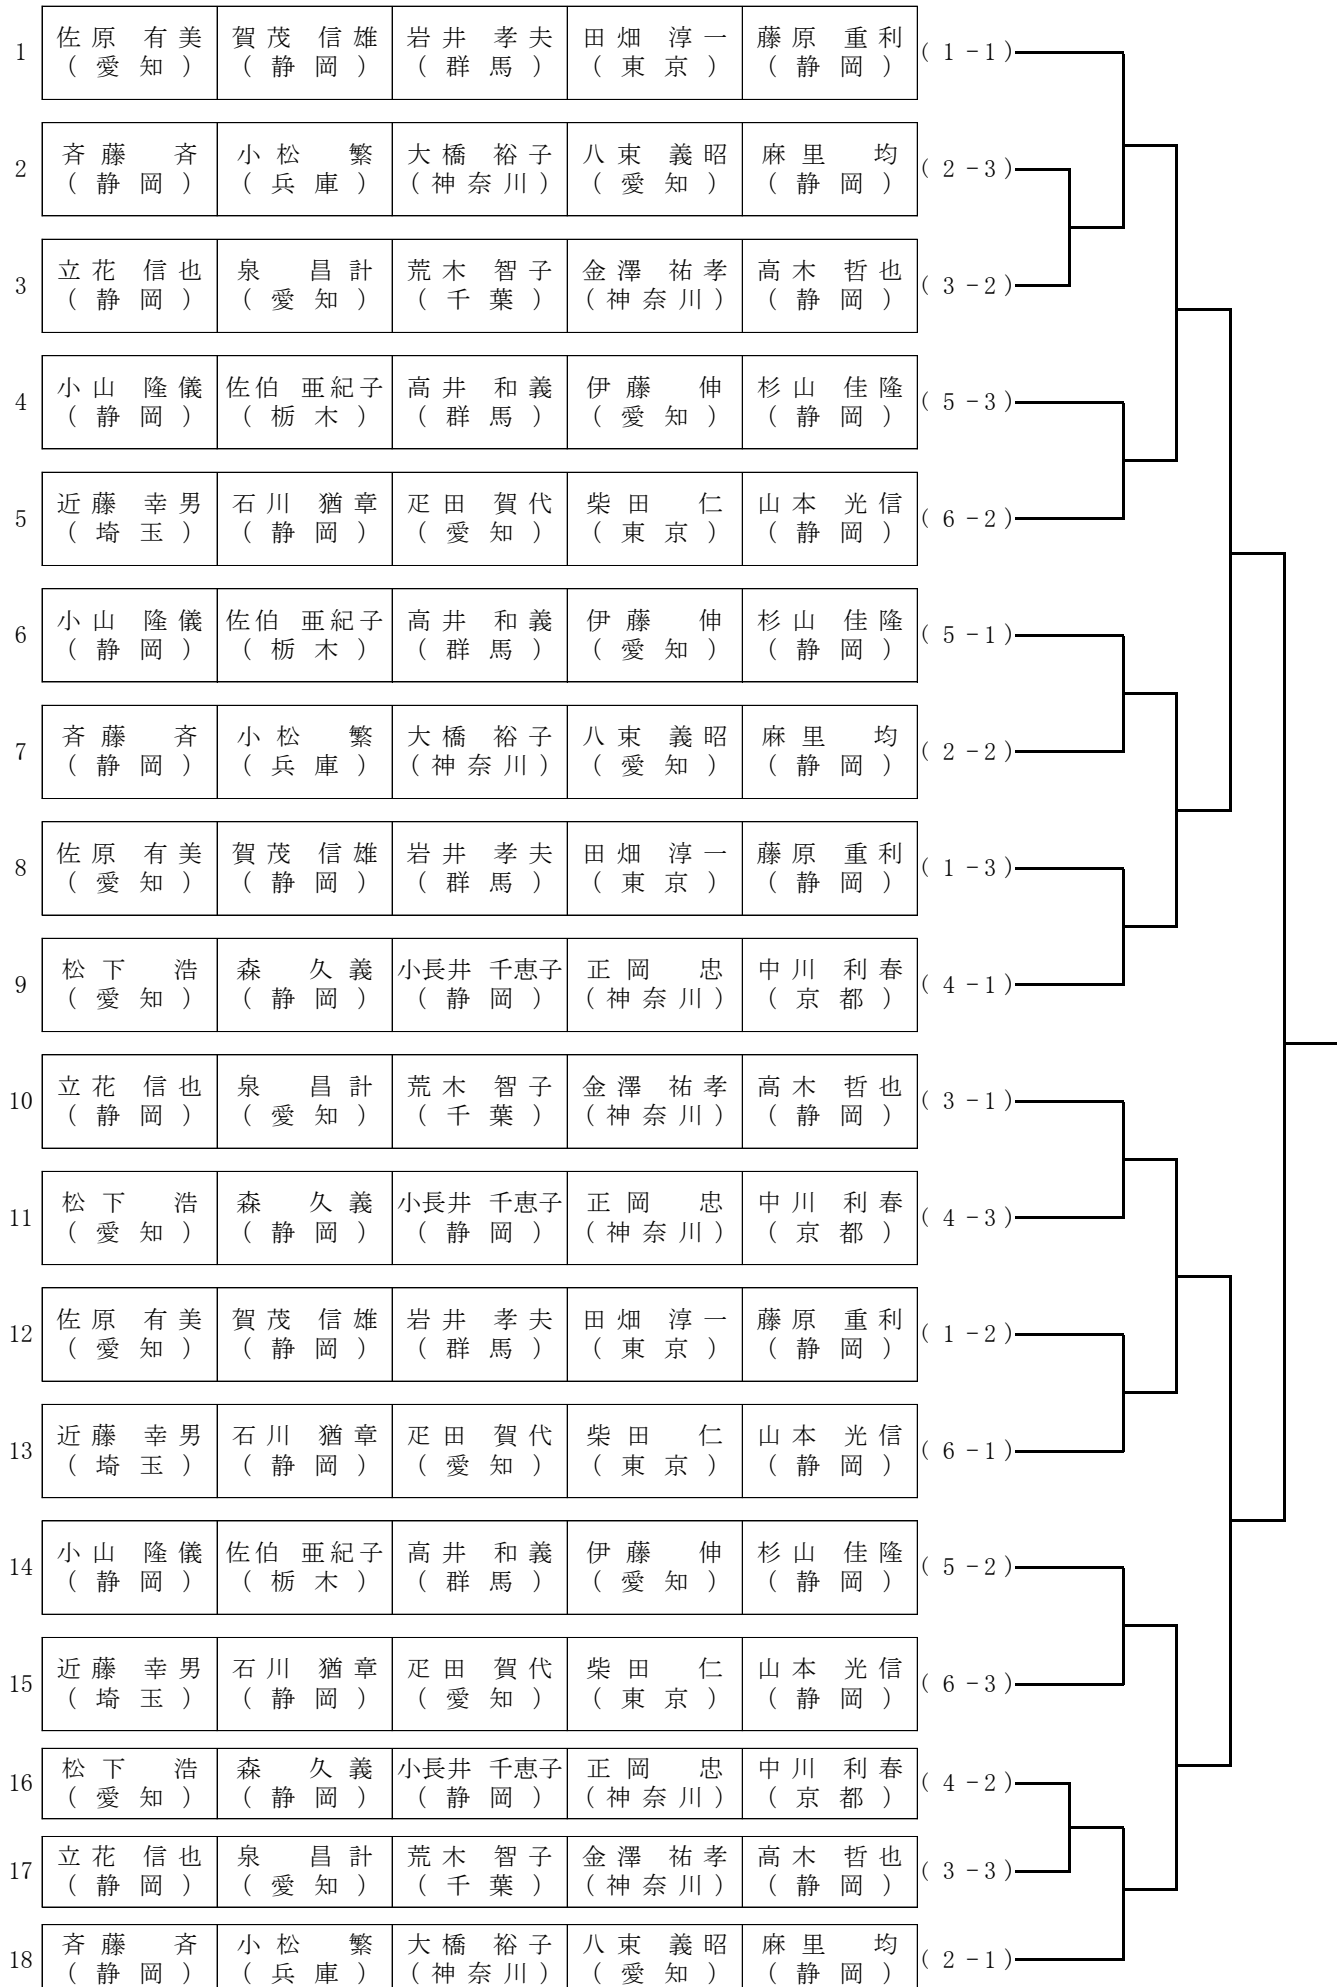 佐原 有美 賀茂 信雄 岩井 孝夫 田畑 淳一 藤原 重利
1 (愛知) (静岡) (群馬) (東京) (静岡) (1-1)
斉藤 斉 小松 繁 大橋 裕子 八束 義昭 麻里 均
2 (静岡) (兵庫) (神奈川) (愛知) (静岡) (2-3)
立花 信也 泉 昌計 荒木 智子 金澤 祐孝 高木 哲也
3 (静岡) (愛知) (千葉) (神奈川) (静岡) (3-2)
小山 隆儀 佐伯 亜紀子 高井 和義 伊藤 伸 杉山 佳隆
4 (静岡) (栃木) (群馬) (愛知) (静岡) (5-3)
近藤 幸男 石川 猶章 疋田 賀代 柴田 仁 山本 光信
5 (埼玉) (静岡) (愛知) (東京) (静岡) (6-2)
小山 隆儀 佐伯 亜紀子 高井 和義 伊藤 伸 杉山 佳隆
6 (静岡) (栃木) (群馬) (愛知) (静岡) (5-1)
斉藤 斉 小松 繁 大橋 裕子 八束 義昭 麻里 均
7 (静岡) (兵庫) (神奈川) (愛知) (静岡) (2-2)
佐原 有美 賀茂 信雄 岩井 孝夫 田畑 淳一 藤原 重利
8 (愛知) (静岡) (群馬) (東京) (静岡) (1-3)
松下 浩 森 久義 小長井 千恵子 正岡 忠 中川 利春
9 (愛知) (静岡) (静岡) (神奈川) (京都) (4-1)
立花 信也 泉 昌計 荒木 智子 金澤 祐孝 高木 哲也
10 (静岡) (愛知) (千葉) (神奈川) (静岡) (3-1)
松下 浩 森 久義 小長井 千恵子 正岡 忠 中川 利春
11 (愛知) (静岡) (静岡) (神奈川) (京都) (4-3)
佐原 有美 賀茂 信雄 岩井 孝夫 田畑 淳一 藤原 重利
12 (愛知) (静岡) (群馬) (東京) (静岡) (1-2)
近藤 幸男 石川 猶章 疋田 賀代 柴田 仁 山本 光信
13 (埼玉) (静岡) (愛知) (東京) (静岡) (6-1)
小山 隆儀 佐伯 亜紀子 高井 和義 伊藤 伸 杉山 佳隆
14 (静岡) (栃木) (群馬) (愛知) (静岡) (5-2)
近藤 幸男 石川 猶章 疋田 賀代 柴田 仁 山本 光信
15 (埼玉) (静岡) (愛知) (東京) (静岡) (6-3)
松下 浩 森 久義 小長井 千恵子 正岡 忠 中川 利春
16 (愛知) (静岡) (静岡) (神奈川) (京都) (4-2)
立花 信也 泉 昌計 荒木 智子 金澤 祐孝 高木 哲也
17 (静岡) (愛知) (千葉) (神奈川) (静岡) (3-3)
斉藤 斉 小松 繁 大橋 裕子 八束 義昭 麻里 均
18 (静岡) (兵庫) (神奈川) (愛知) (静岡) (2-1)